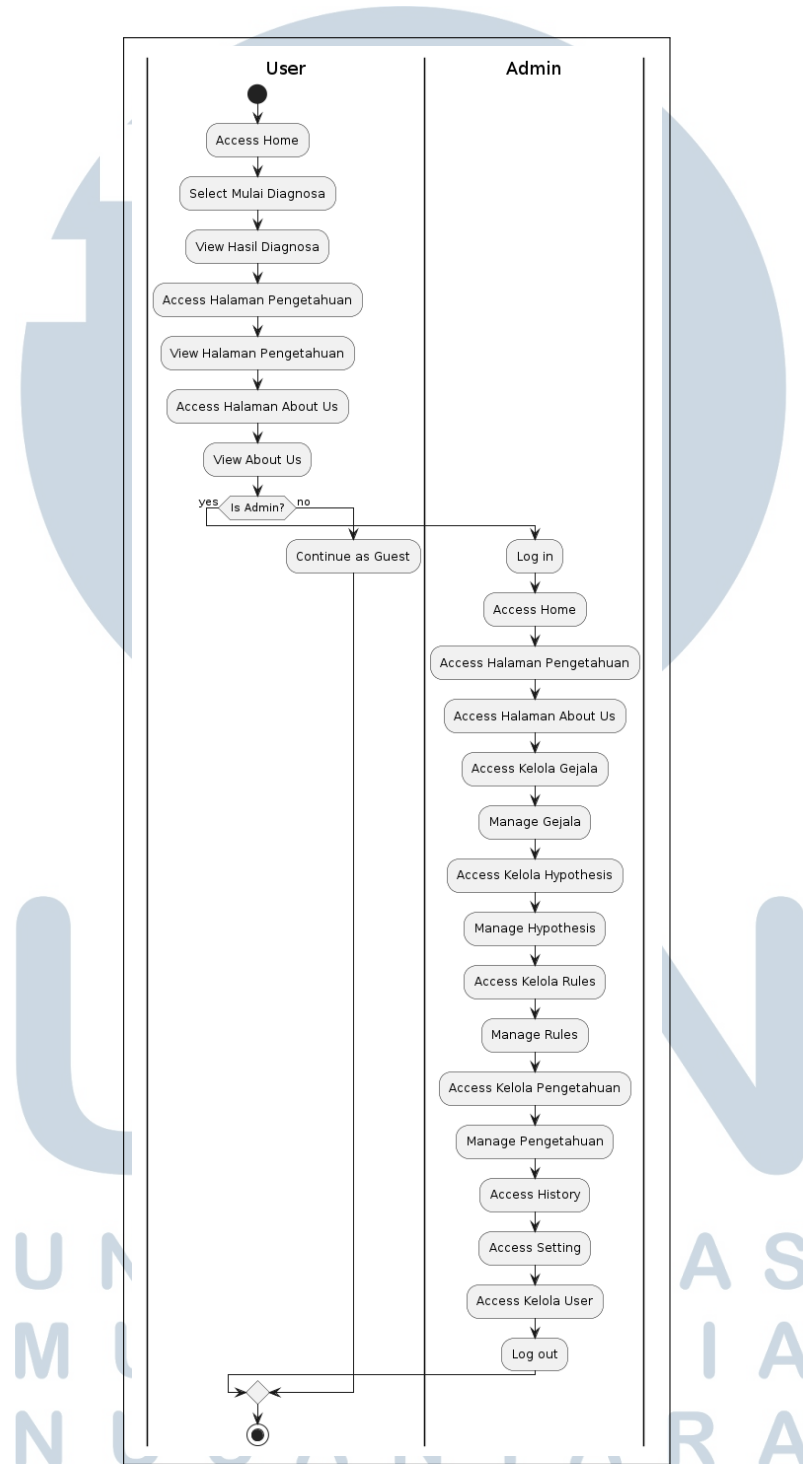 User
Admin
Access Home
Select Mulai Diagnosa
View Hasil Diagnosa
Access Halaman Pengetahuan
View Halaman Pengetahuan
Access Halaman About Us
View About Us
yes
Is Admin?
no
Continue as Guest
Log in
Access Home
Access Halaman Pengetahuan
Access Halaman About Us
Access Kelola Gejala
Manage Gejala
Access Kelola Hypothesis
Manage Hypothesis
Access Kelola Rules
Manage Rules
Access Kelola Pengetahuan
Manage Pengetahuan
Access History
Access Setting
Access Kelola User
Log out